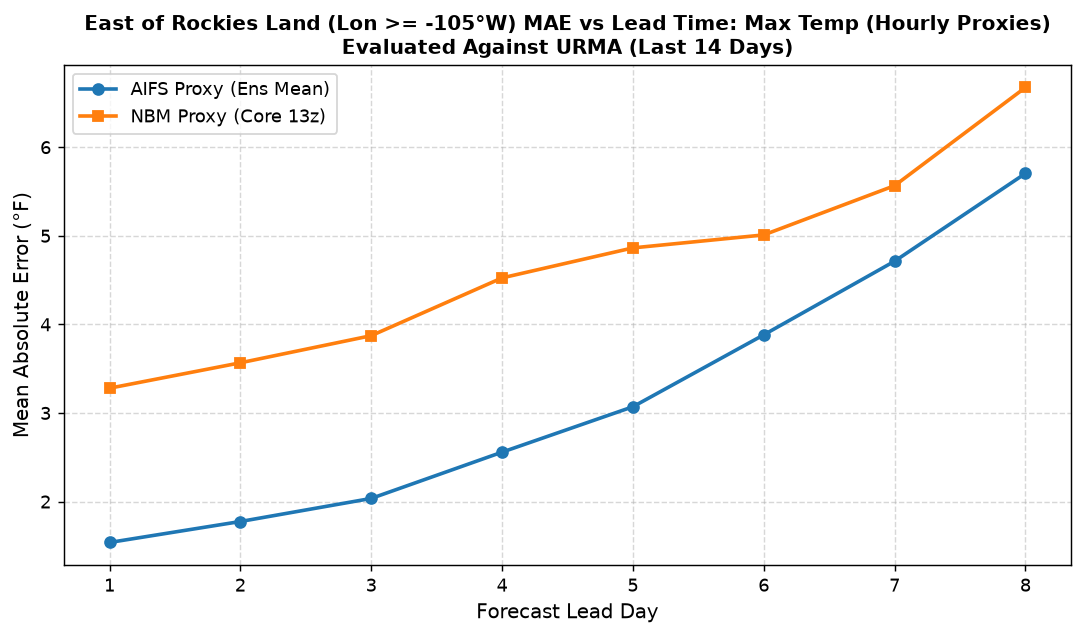 East of Rockies Land (Lon >= -105°W) MAE vs Lead Time: Max Temp (Hourly Proxies)
Evaluated Against URMA (Last 14 Days)
AIFS Proxy (Ens Mean)
NBM Proxy (Core 13z)
Mean Absolute Error (°F)
6
5
4
3
2
1 2 3 4 5 6 7 8
Forecast Lead Day